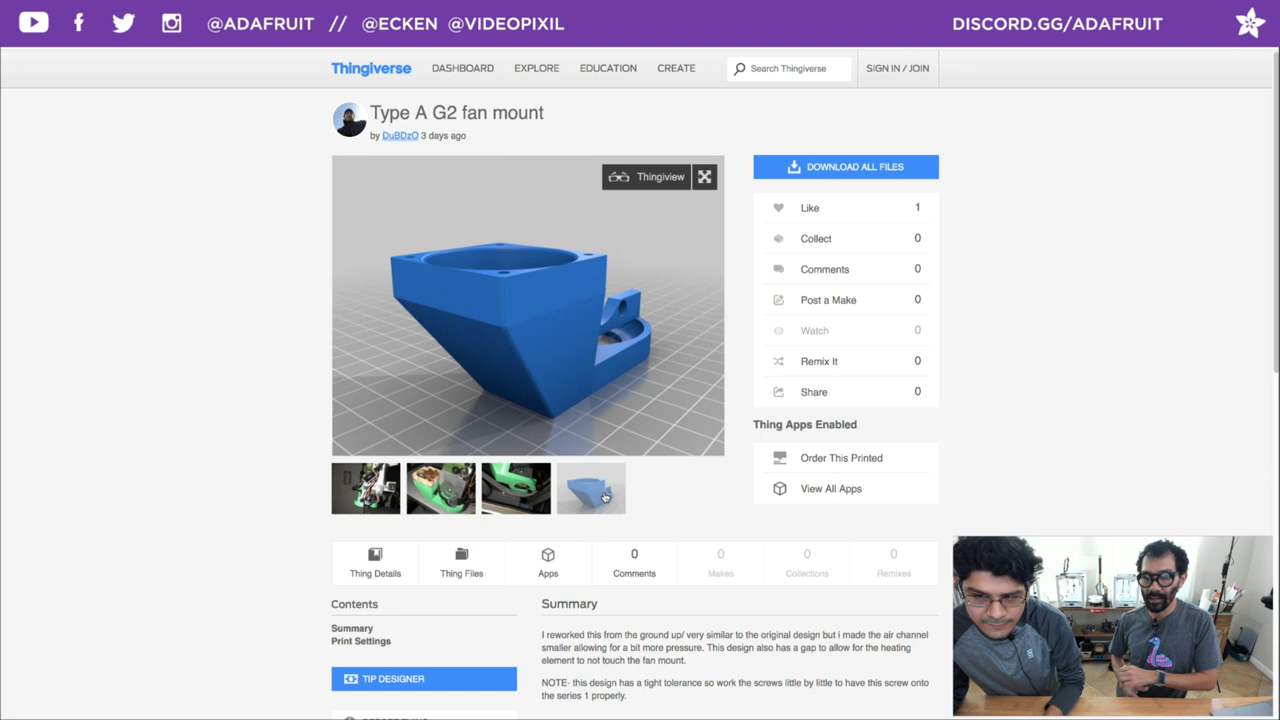 @ADAFRUIT // @ECKEN @VIDEOPIXIL
DISCORD.GG/ADAFRUIT
Thingiverse
DASHBOARD
EXPLORE
EDUCATION
CREATE
Search Thingiverse
SIGN IN / JOIN
Type A G2 fan mount
by DuBDzO 3 days ago
Thingiview
DOWNLOAD ALL FILES
Like 1
Collect 0
Comments 0
Post a Make 0
Watch 0
Remix It 0
Share 0
Thing Apps Enabled
Order This Printed
View All Apps
Thing Details
Thing Files
Apps
0
Comments
0
Makes
0
Collections
0
Remixes
Contents
Summary
Print Settings
TIP DESIGNER
Summary
I reworked this from the ground up/ very similar to the original design but i made the air channel
smaller allowing for a bit more pressure. This design also has a gap to allow for the heating
element to not touch the fan mount.
NOTE- this design has a tight tolerance so work the screws little by little to have this screw onto
the series 1 properly.